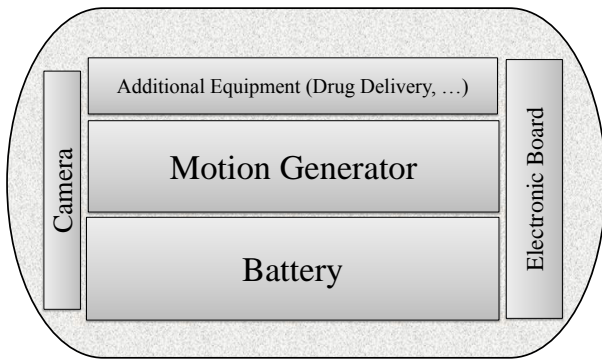 Additional Equipment (Drug Delivery, …)
Camera
Motion Generator
Battery
Electronic Board